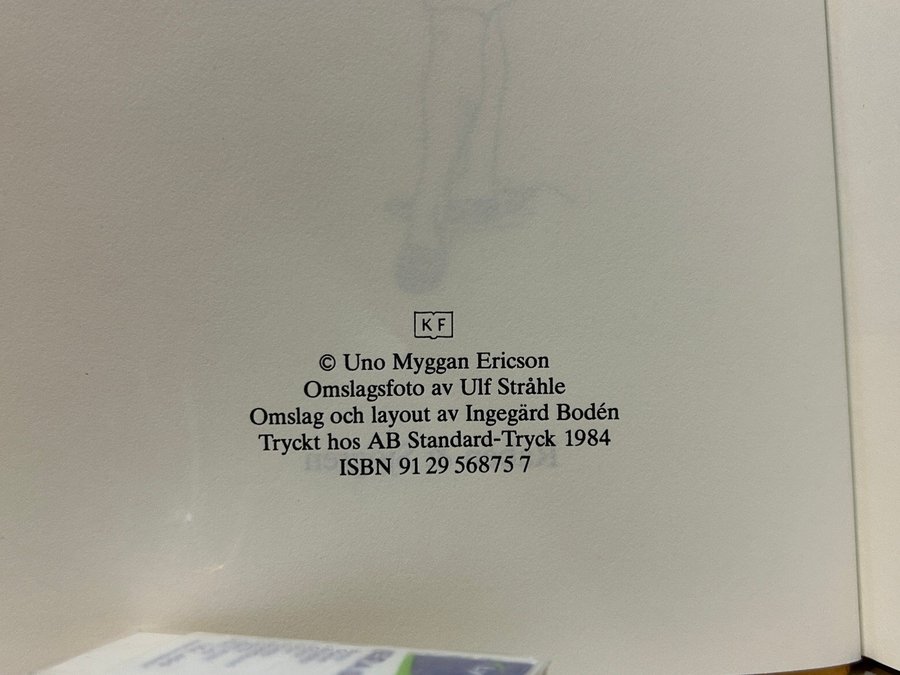 K F
© Uno Myggan Ericson
Omslagsfoto av Ulf Stråhle
Omslag och layout av Ingegärd Bodén
Tryckt hos AB Standard-Tryck 1984
ISBN 91 29 56875 7